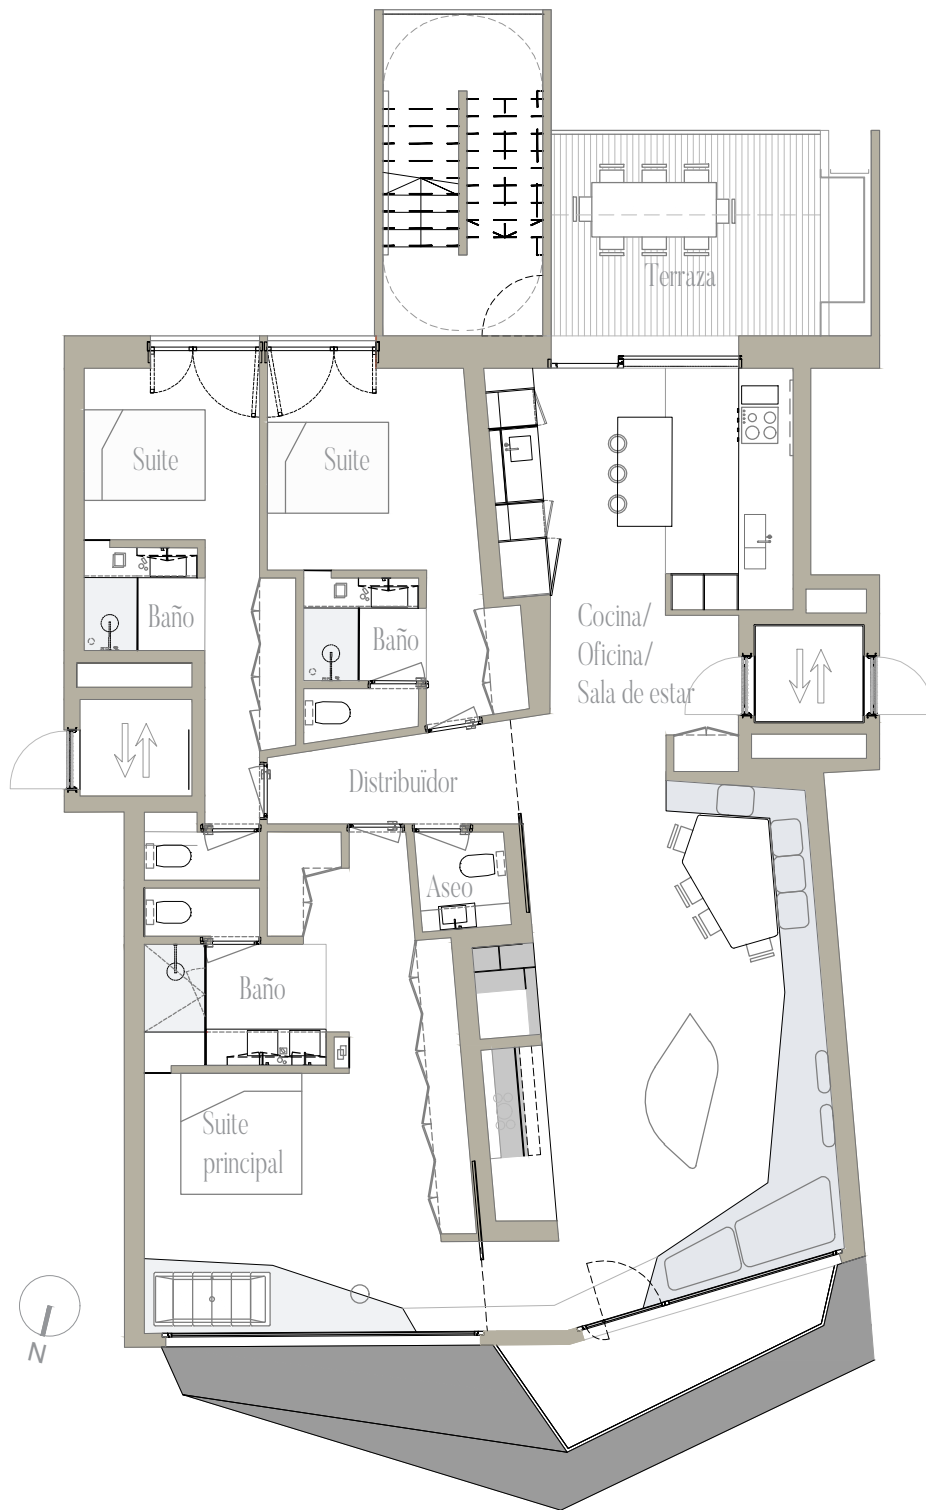 Terraza
Suite
Suite
Baño
Baño
Cocina/
Oficina/
Sala de estar
Distribuïdor
Aseo
Baño
Suite
principal
N